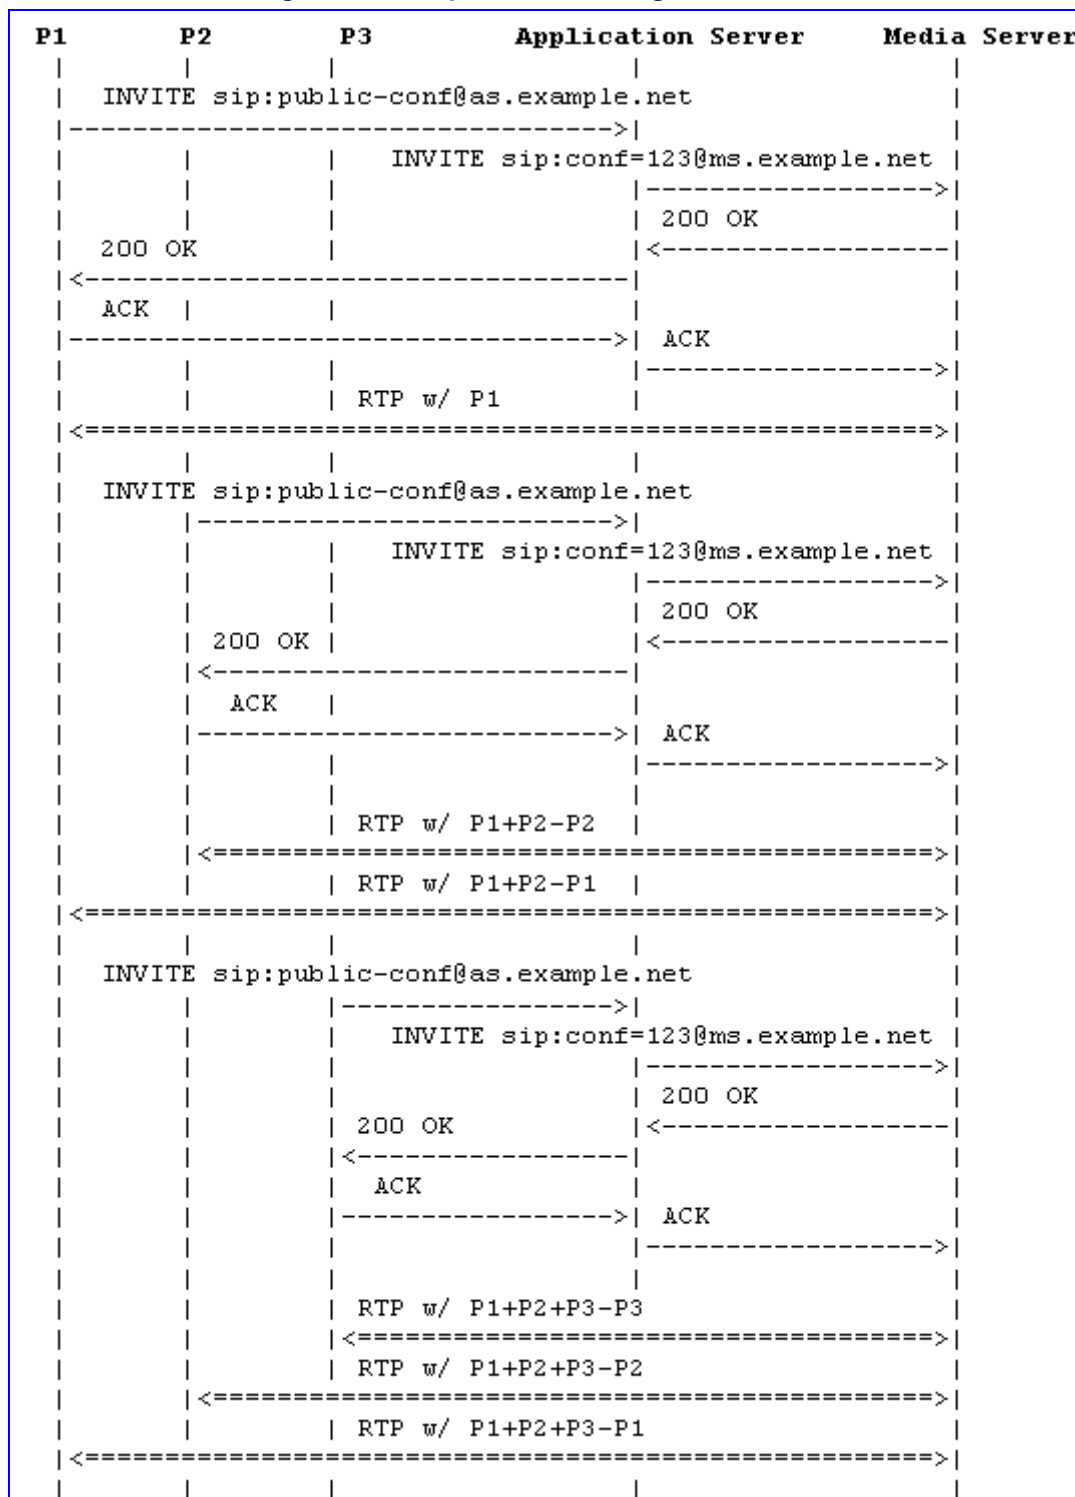 P1 P2 P3 Application Server Media Server
INVITE sip:public-conf@as.example.net
INVITE sip:conf=123@ms.example.net
200 OK
200 OK
ACK
ACK
RTP w/ P1
INVITE sip:public-conf@as.example.net
INVITE sip:conf=123@ms.example.net
200 OK
200 OK
ACK
ACK
RTP w/ P1+P2-P2
RTP w/ P1+P2-P1
INVITE sip:public-conf@as.example.net
INVITE sip:conf=123@ms.example.net
200 OK
200 OK
ACK
ACK
RTP w/ P1+P2+P3-P3
RTP w/ P1+P2+P3-P2
RTP w/ P1+P2+P3-P1